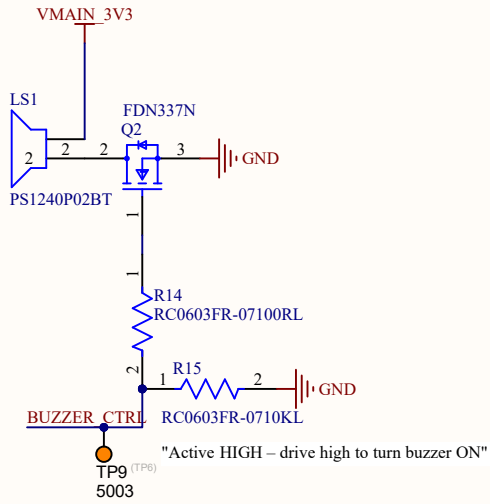 VMAIN_3V3
LS1
FDN337N
Q2
2 2 2 3 GND
PS1240P02BT
1
1
R14
RC0603FR-07100RL
2
R15
1 2 GND
BUZZER_CTRL RC0603FR-0710KL
"Active HIGH – drive high to turn buzzer ON"
TP9 (TP6)
5003